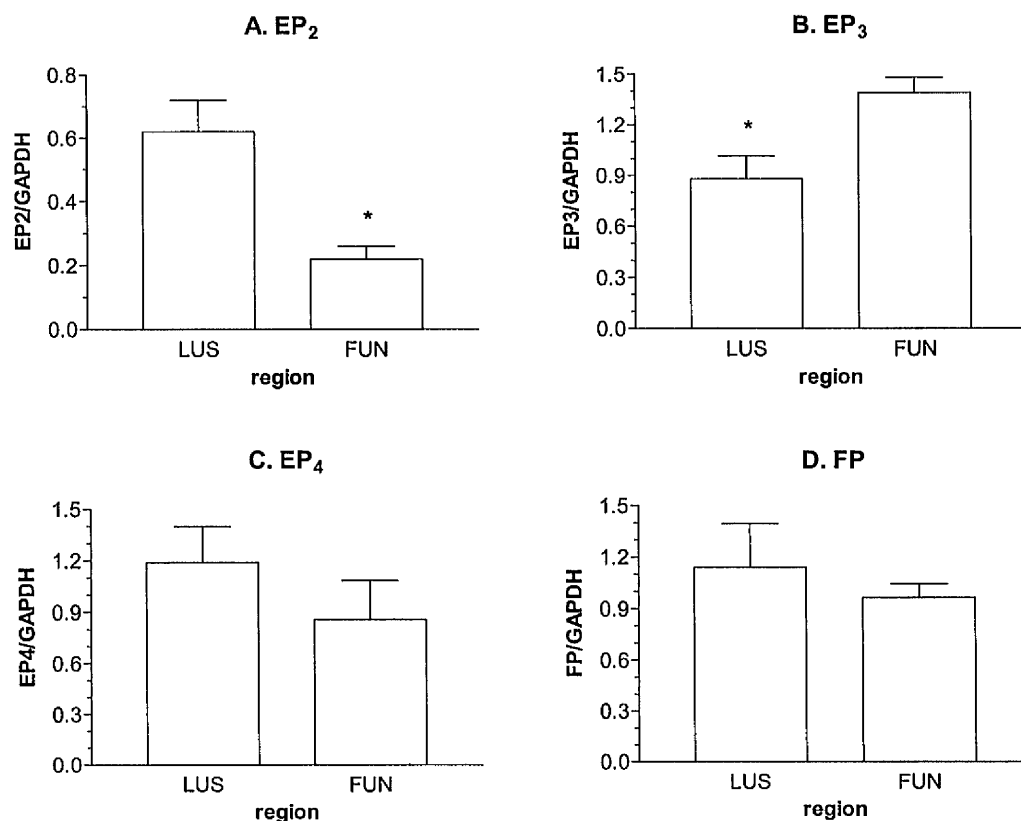 A. EP₂
EP2/GAPDH
0.8
0.6
0.4
0.2
0.0
*
LUS FUN
region
B. EP₃
EP3/GAPDH
1.5
1.2
0.9
0.6
0.3
0.0
*
LUS FUN
region
C. EP₄
EP4/GAPDH
1.5
1.2
0.9
0.6
0.3
0.0
LUS FUN
region
D. FP
FP/GAPDH
1.5
1.2
0.9
0.6
0.3
0.0
LUS FUN
region